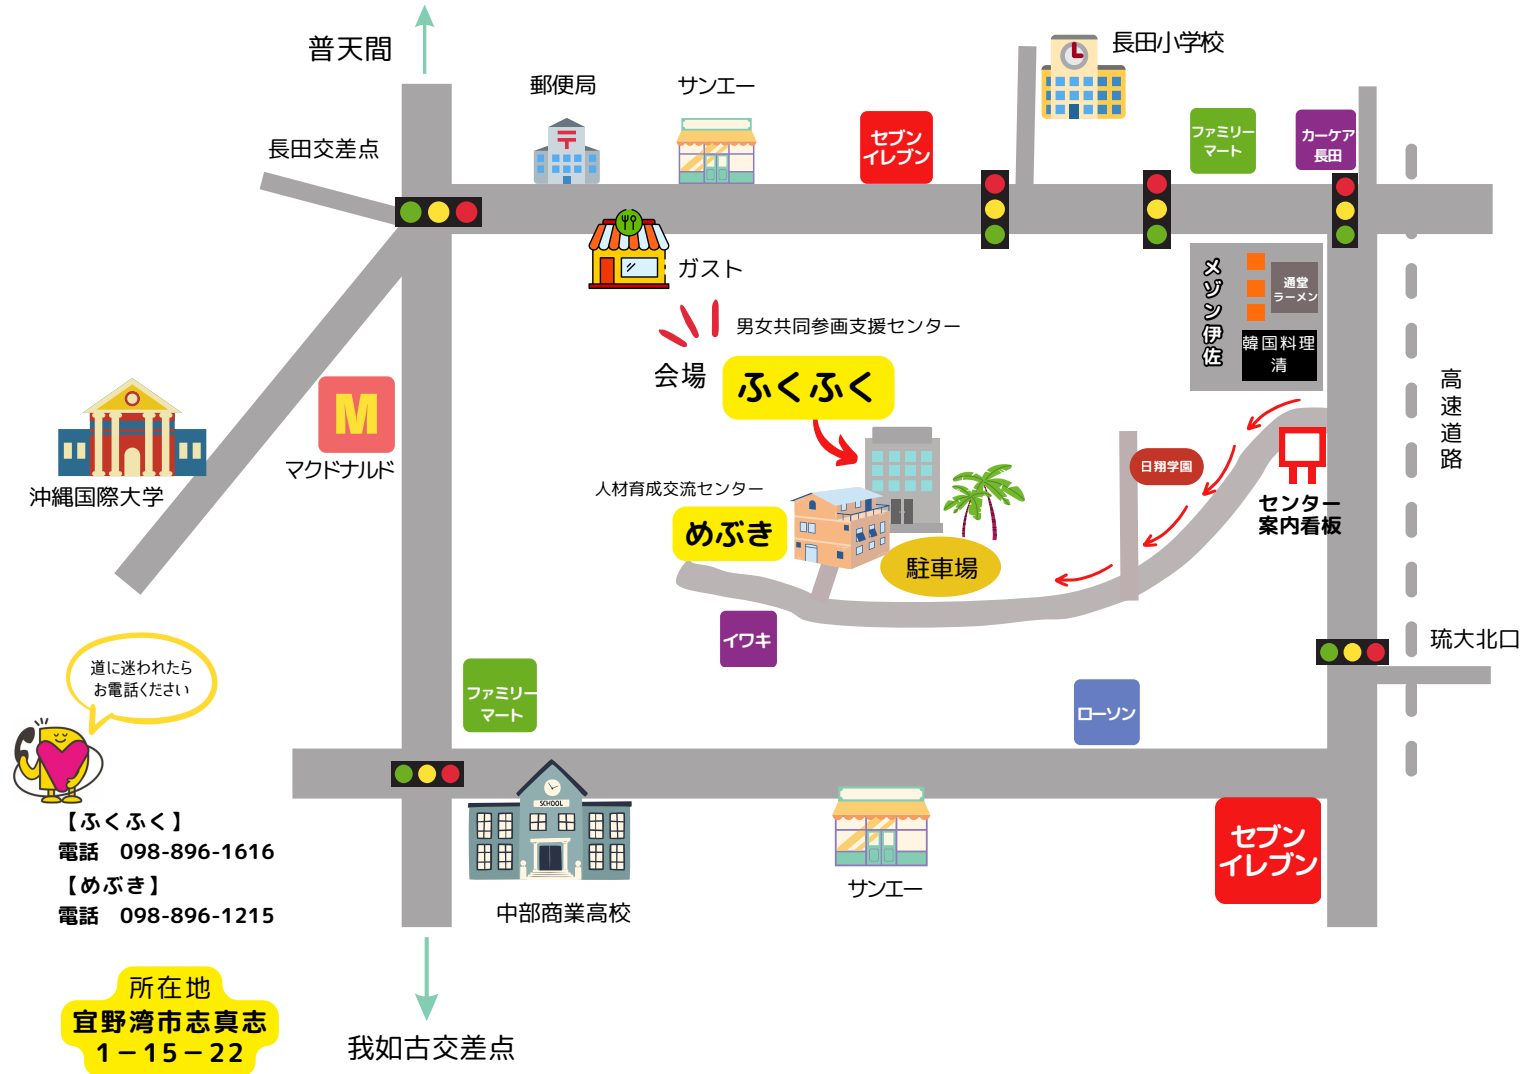 普天間
長田小学校
郵便局
サンエー
セブン
イレブン
ファミリー
マート
カーケア
長田
長田交差点
ガスト
メゾン伊佐
通堂
ラーメン
韓国料理
清
男女共同参画支援センター
会場
ふくふく
高速道路
M
マクドナルド
沖縄国際大学
日翔学園
人材育成交流センター
めぶき
センター
案内看板
駐車場
イワキ
琉大北口
道に迷われたら
お電話ください
ファミリー
マート
ローソン
SCHOOL
中部商業高校
サンエー
セブン
イレブン
【ふくふく】
電話 098-896-1616
【めぶき】
電話 098-896-1215
所在地
宜野湾市志真志
1－15－22
我如古交差点